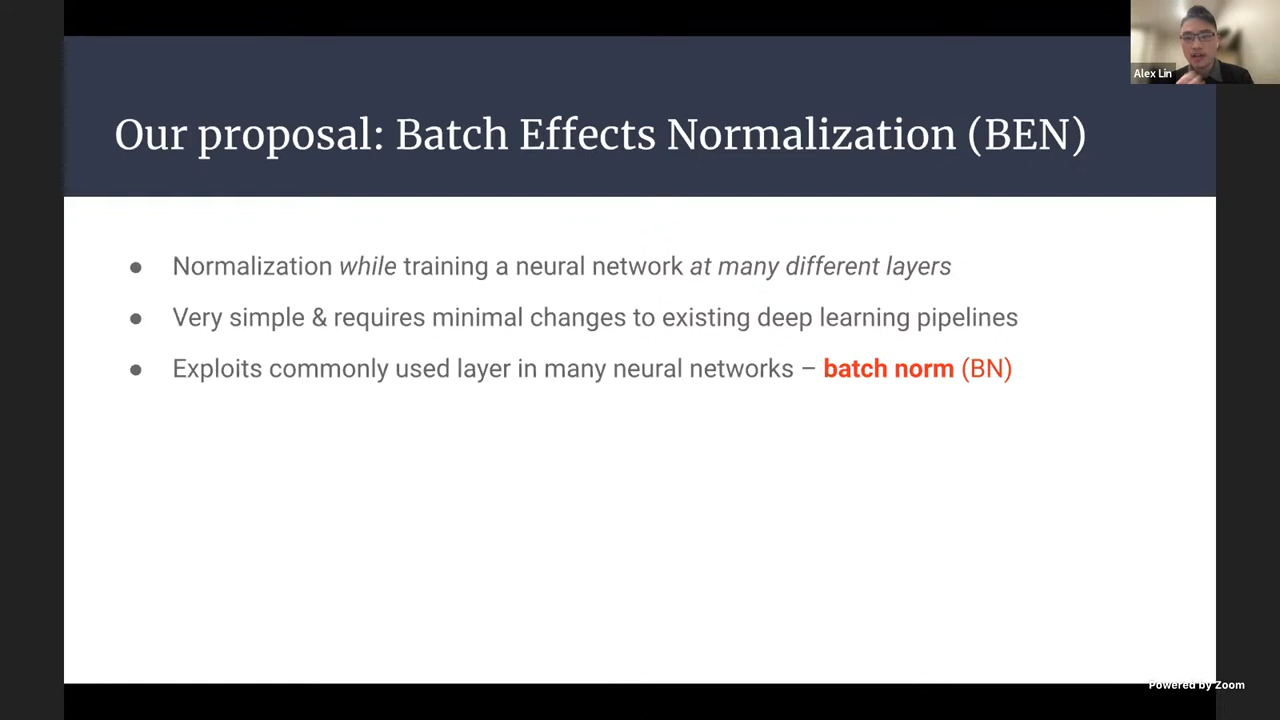 Alex Lin
Our proposal: Batch Effects Normalization (BEN)
● Normalization while training a neural network at many different layers
● Very simple & requires minimal changes to existing deep learning pipelines
● Exploits commonly used layer in many neural networks – batch norm (BN)
Powered by Zoom